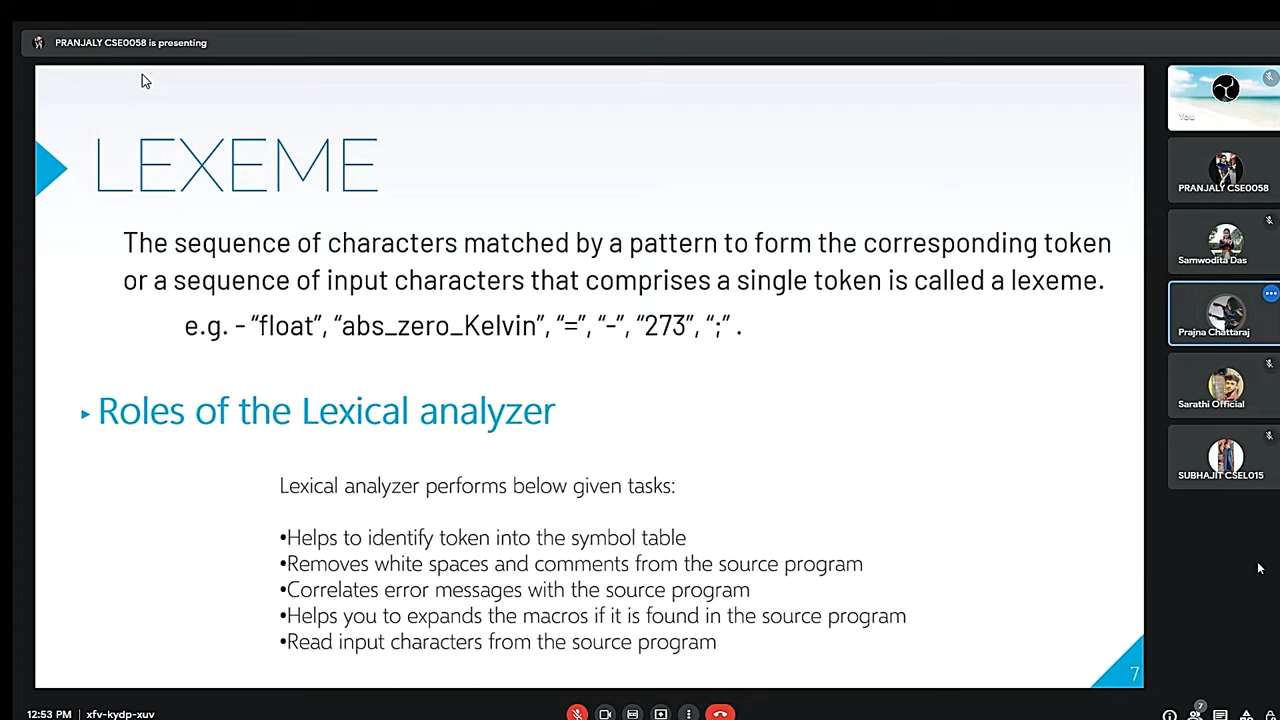 PRANJALY CSE0058 is presenting
LEXEME
The sequence of characters matched by a pattern to form the corresponding token
or a sequence of input characters that comprises a single token is called a lexeme.
e.g. - “float”, “abs_zero_Kelvin”, “=”, “-”, “273”, “;” .
Roles of the Lexical analyzer
Lexical analyzer performs below given tasks:
•Helps to identify token into the symbol table
•Removes white spaces and comments from the source program
•Correlates error messages with the source program
•Helps you to expands the macros if it is found in the source program
•Read input characters from the source program
7
You
PRANJALY CSE0058
Samwodita Das
Prajna Chattaraj
Sarathi Official
SUBHAJIT CSEL015
12:53 PM | xfv-kydp-xuv
7